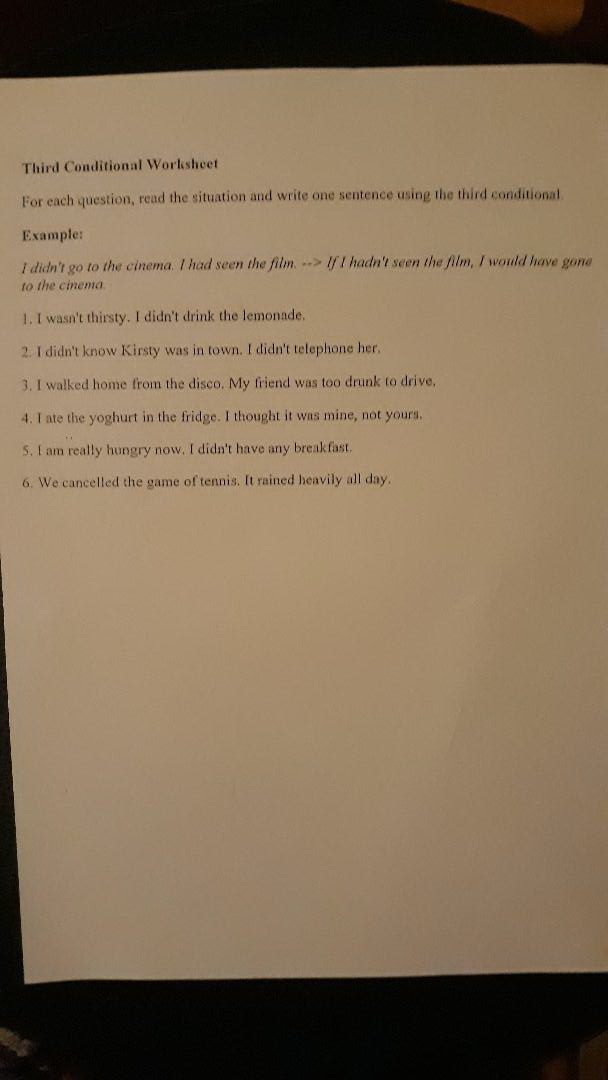 Third Conditional Worksheet
For each question, read the situation and write one sentence using the third conditional.
Example:
I didn't go to the cinema. I had seen the film. --> If I hadn't seen the film, I would have gone
to the cinema.
1. I wasn't thirsty. I didn't drink the lemonade.
2. I didn't know Kirsty was in town. I didn't telephone her.
3. I walked home from the disco. My friend was too drunk to drive.
4. I ate the yoghurt in the fridge. I thought it was mine, not yours.
5. I am really hungry now. I didn't have any breakfast.
6. We cancelled the game of tennis. It rained heavily all day.